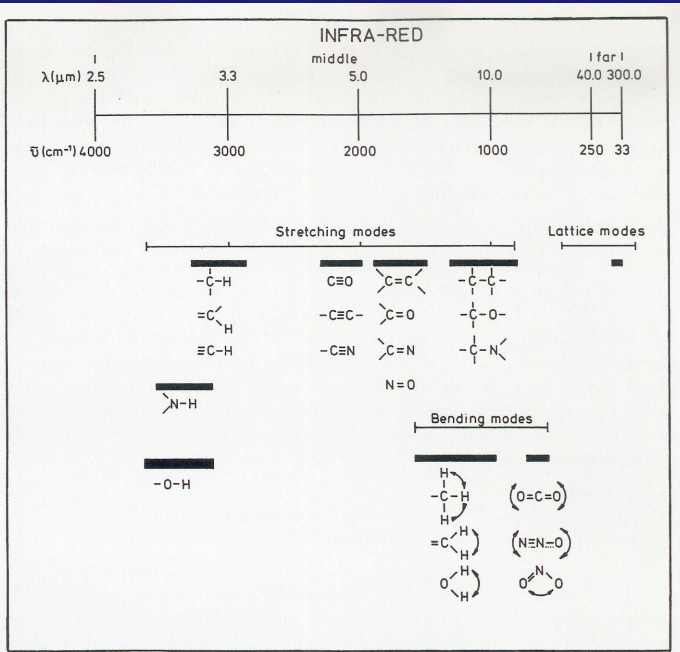 INFRA-RED
middle
far
λ(μm) 2.5 3.3 5.0 10.0 40.0 300.0
ῡ (cm⁻¹) 4000 3000 2000 1000 250 33
Stretching modes Lattice modes
-C-H C≡O C=C -C-C-
=C H -C≡C- C=O -C-O-
≡C-H -C≡N C=N -C-N
N-H N=O
Bending modes
-O-H
H
-C-H O=C=O
H
=C H H N≡N=O
O H H O=N O